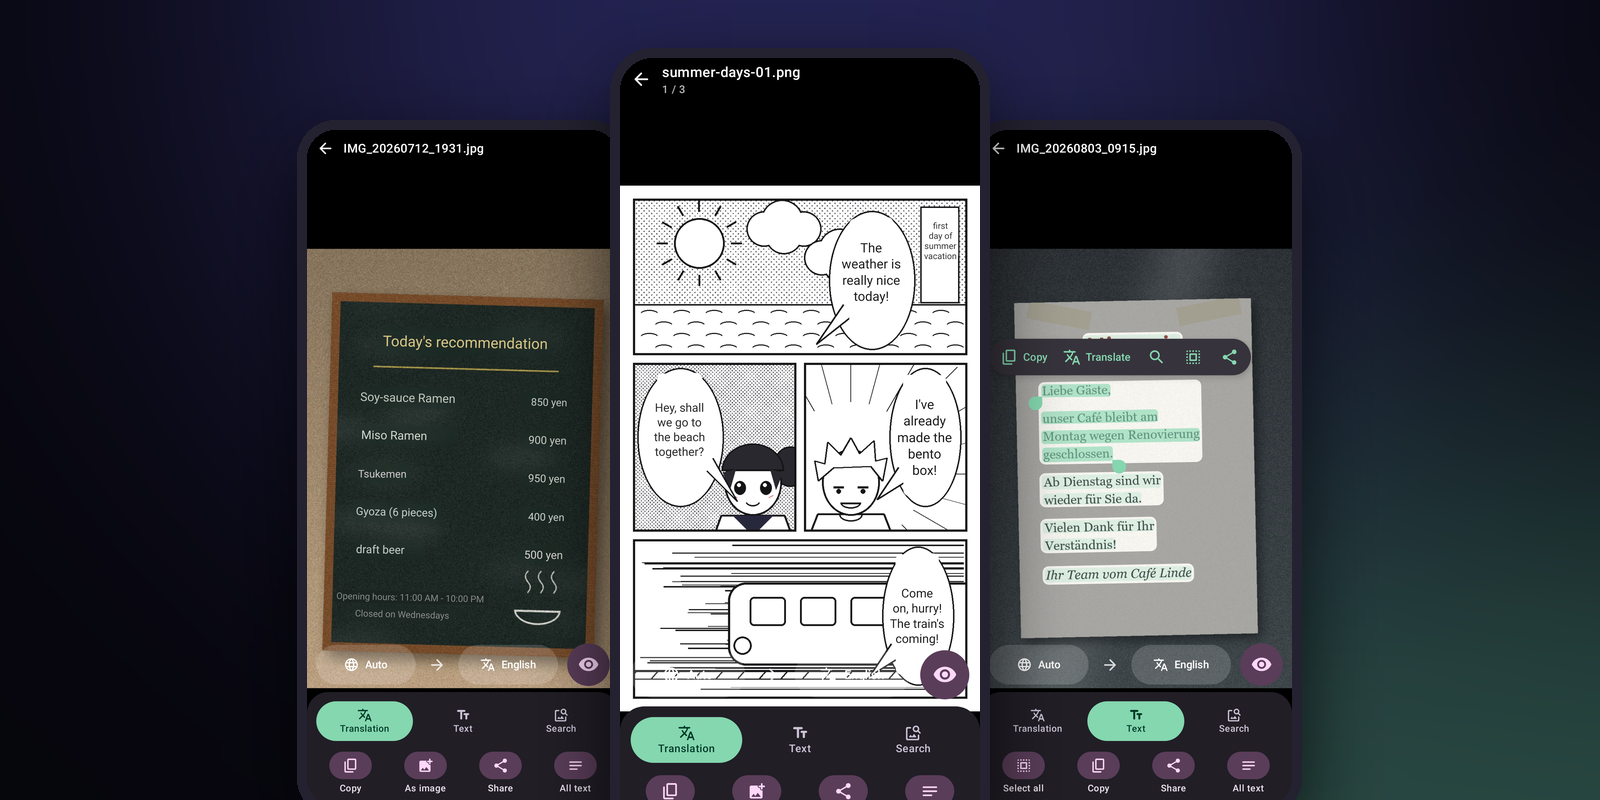 IMG_20260712_1931.jpg
Today's recommendation
Soy-sauce Ramen 850 yen
Miso Ramen 900 yen
Tsukemen 950 yen
Gyoza (6 pieces) 400 yen
draft beer 500 yen
Opening hours: 11:00 AM - 10:00 PM
Closed on Wednesdays
Auto
English
Translation
Text
Search
Copy
As image
Share
All text
summer-days-01.png
1 / 3
The
weather is
really nice
today!
first
day of
summer
vacation
Hey, shall
we go to
the beach
together?
I've
already
made the
bento
box!
Come
on, hurry!
The train's
coming!
Translation
Text
Search
IMG_20260803_0915.jpg
Copy
Translate
Liebe Gäste,
unser Café bleibt am
Montag wegen Renovierung
geschlossen.
Ab Dienstag sind wir
wieder für Sie da.
Vielen Dank für Ihr
Verständnis!
Ihr Team vom Café Linde
Auto
English
Translation
Text
Search
Select all
Copy
Share
All text